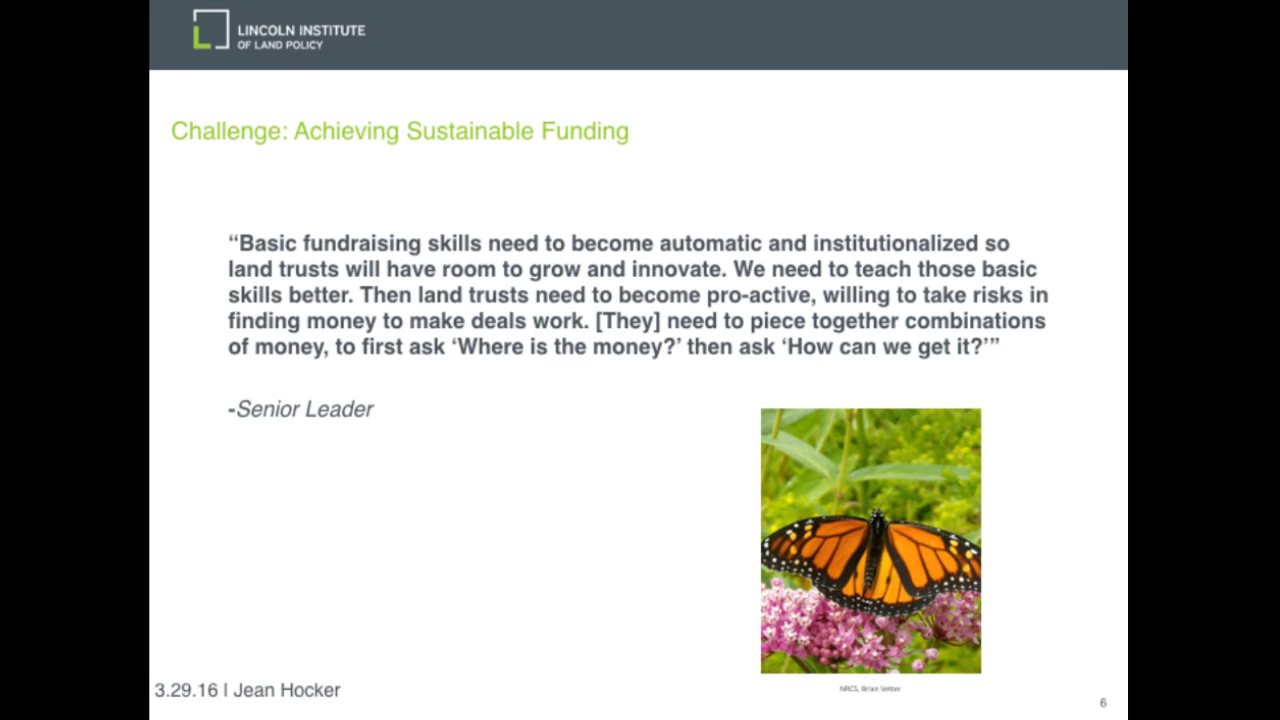 LINCOLN INSTITUTE
OF LAND POLICY
Challenge: Achieving Sustainable Funding
“Basic fundraising skills need to become automatic and institutionalized so
land trusts will have room to grow and innovate. We need to teach those basic
skills better. Then land trusts need to become pro-active, willing to take risks in
finding money to make deals work. [They] need to piece together combinations
of money, to first ask ‘Where is the money?’ then ask ‘How can we get it?’”
-Senior Leader
NRCS, Brian
3.29.16 | Jean Hocker
6